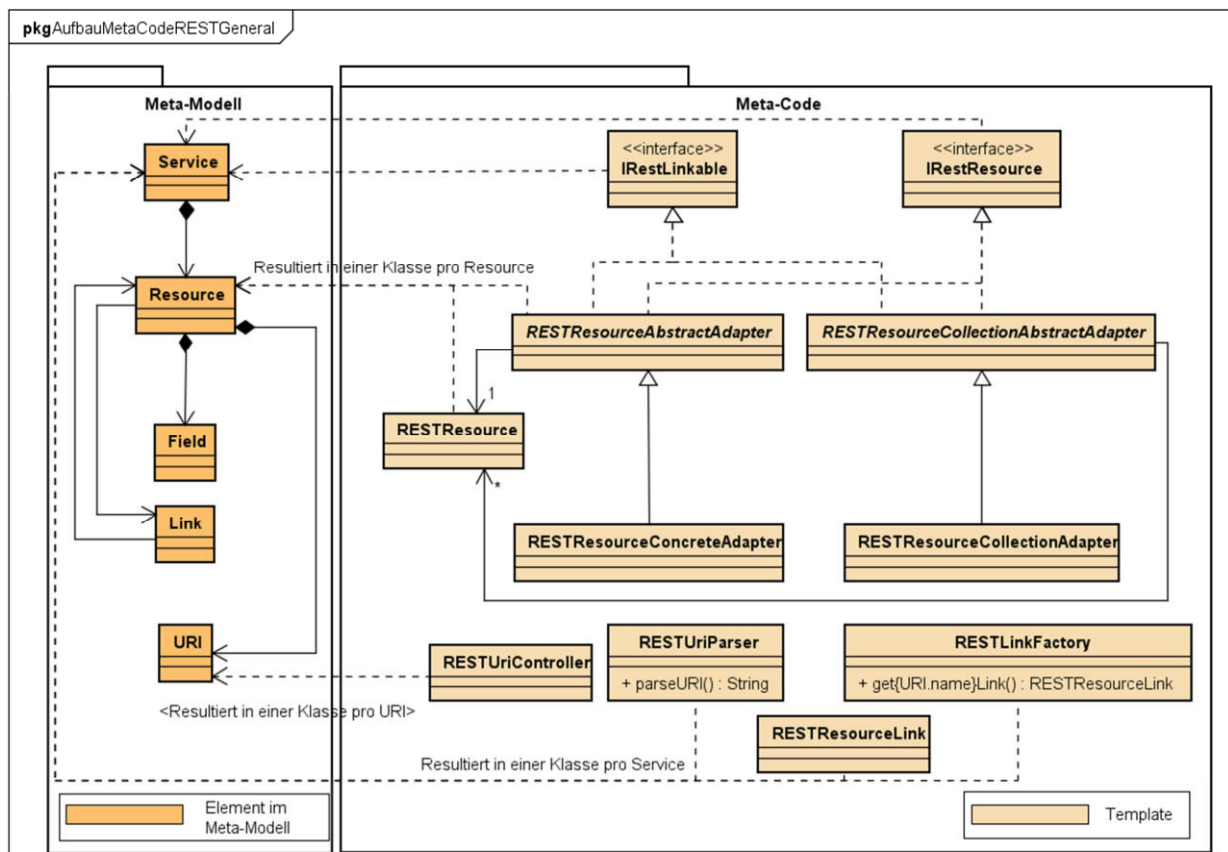 pkgAufbauMetaCodeRESTGeneral
Meta-Modell
Meta-Code
Service
<<interface>>
IRestLinkable
<<interface>>
IRestResource
Resultiert in einer Klasse pro Resource
Resource
RESTResourceAbstractAdapter
RESTResourceCollectionAbstractAdapter
1
RESTResource
*
Field
Link
RESTResourceConcreteAdapter
RESTResourceCollectionAdapter
URI
RESTUriController
RESTUriParser
+ parseURI() : String
RESTLinkFactory
+ get{URI.name}Link() : RESTResourceLink
<Resultiert in einer Klasse pro URI>
RESTResourceLink
Resultiert in einer Klasse pro Service
Element im
Meta-Modell
Template